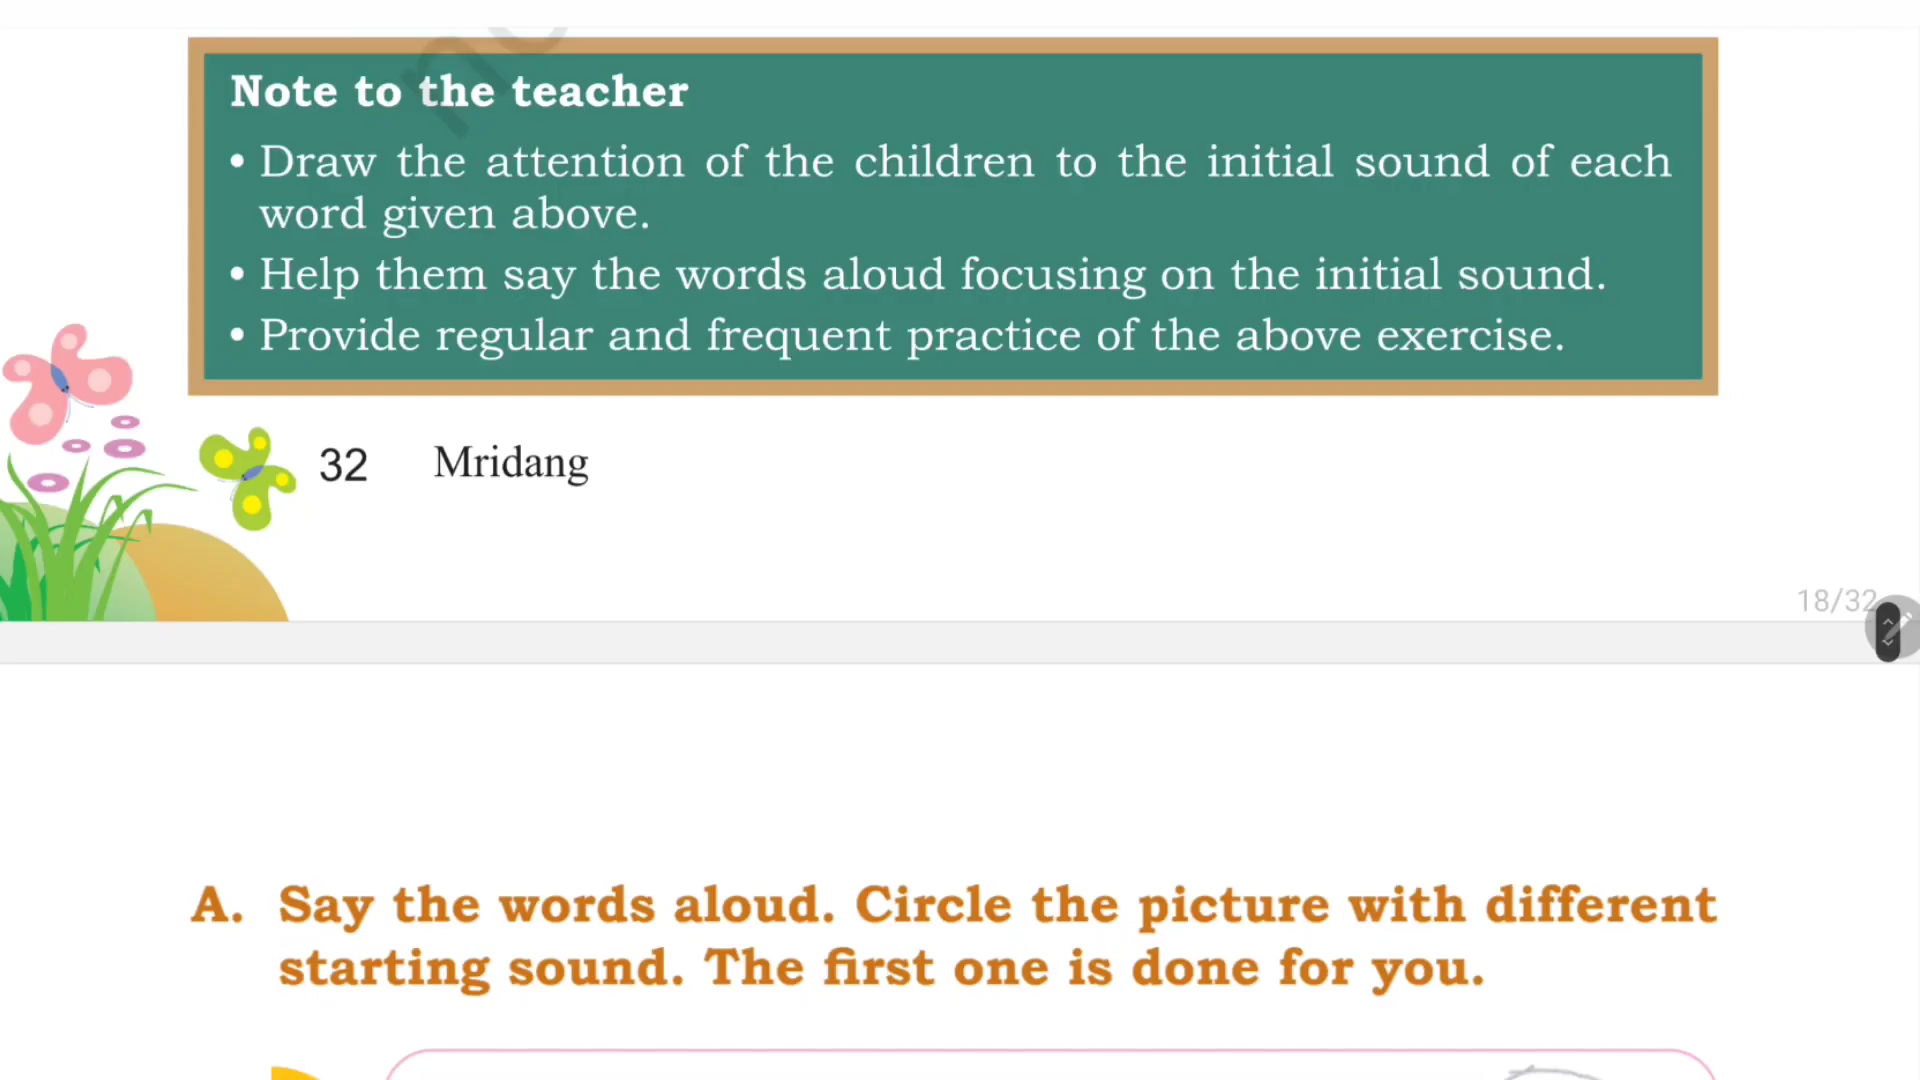 Note to the teacher
• Draw the attention of the children to the initial sound of each
word given above.
• Help them say the words aloud focusing on the initial sound.
• Provide regular and frequent practice of the above exercise.
32 Mridang
18/32
A. Say the words aloud. Circle the picture with different
starting sound. The first one is done for you.